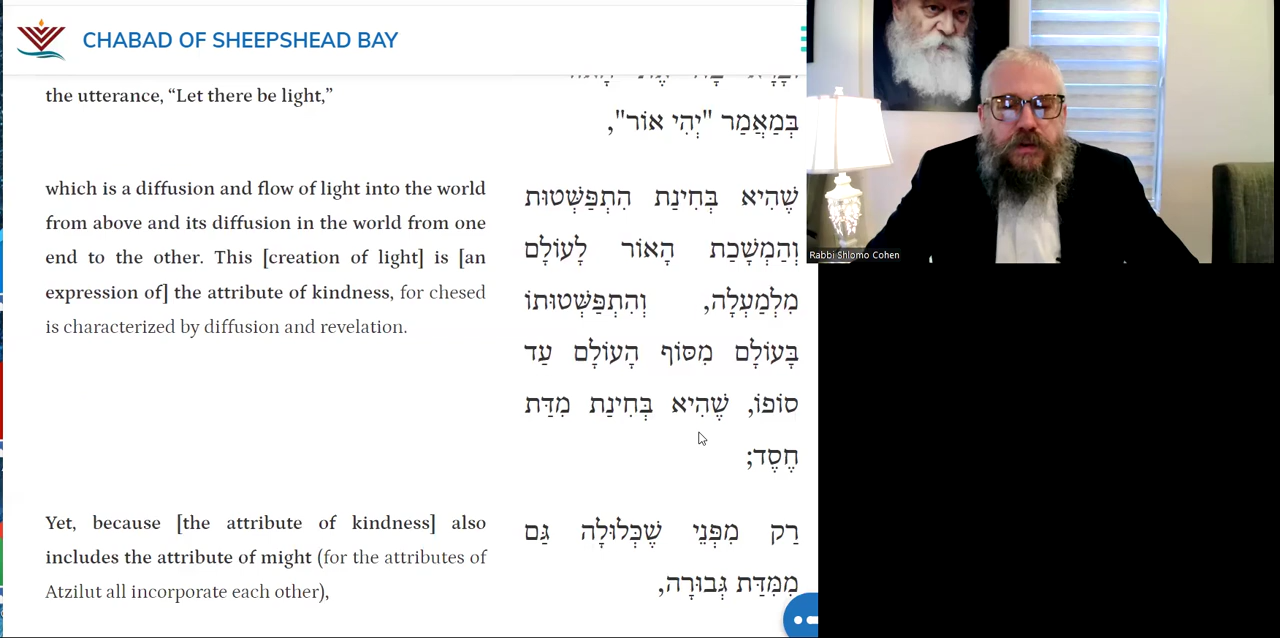 CHABAD OF SHEEPSHEAD BAY
the utterance, “Let there be light,”
בְּמַאֲמַר "יְהִי אוֹר",
which is a diffusion and flow of light into the world
from above and its diffusion in the world from one
end to the other. This [creation of light] is [an
expression of] the attribute of kindness, for chesed
is characterized by diffusion and revelation.
שֶׁהִיא בְּחִינַת הִתְפַּשְּׁטוּת
וְהַמְשָׁכַת הָאוֹר לָעוֹלָם
מִלְמַעְלָה, וְהִתְפַּשְּׁטוּתוֹ
בָּעוֹלָם מִסּוֹף הָעוֹלָם עַד
סוֹפוֹ, שֶׁהִיא בְּחִינַת מִדַּת
חֶסֶד;
Yet, because [the attribute of kindness] also
includes the attribute of might (for the attributes of
Atzilut all incorporate each other),
רַק מִפְּנֵי שֶׁכְּלוּלָה גַּם
מִמִּדַּת גְּבוּרָה,
Rabbi Shlomo Cohen